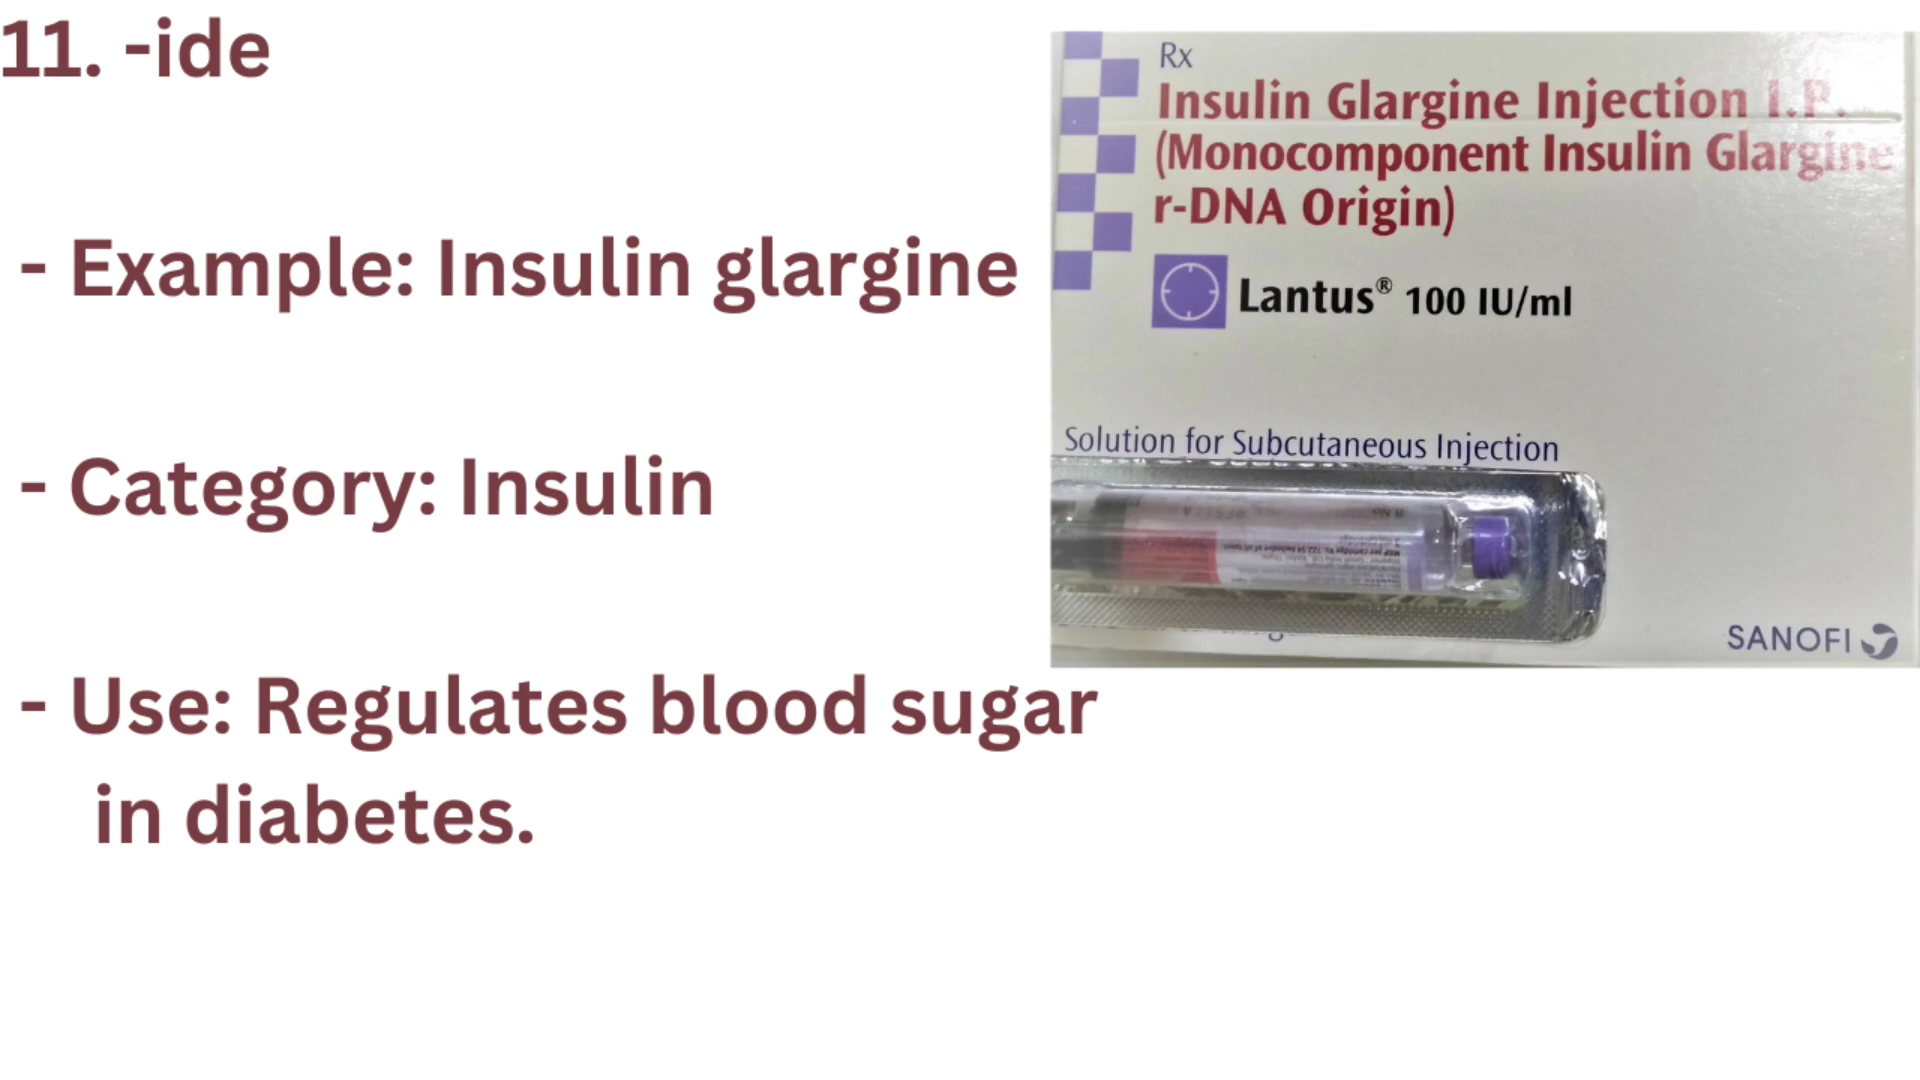 11. -ide
- Example: Insulin glargine
- Category: Insulin
- Use: Regulates blood sugar
in diabetes.
Rx
Insulin Glargine Injection I.P.
(Monocomponent Insulin Glargine
r-DNA Origin)
Lantus® 100 IU/ml
Solution for Subcutaneous Injection
SANOFI